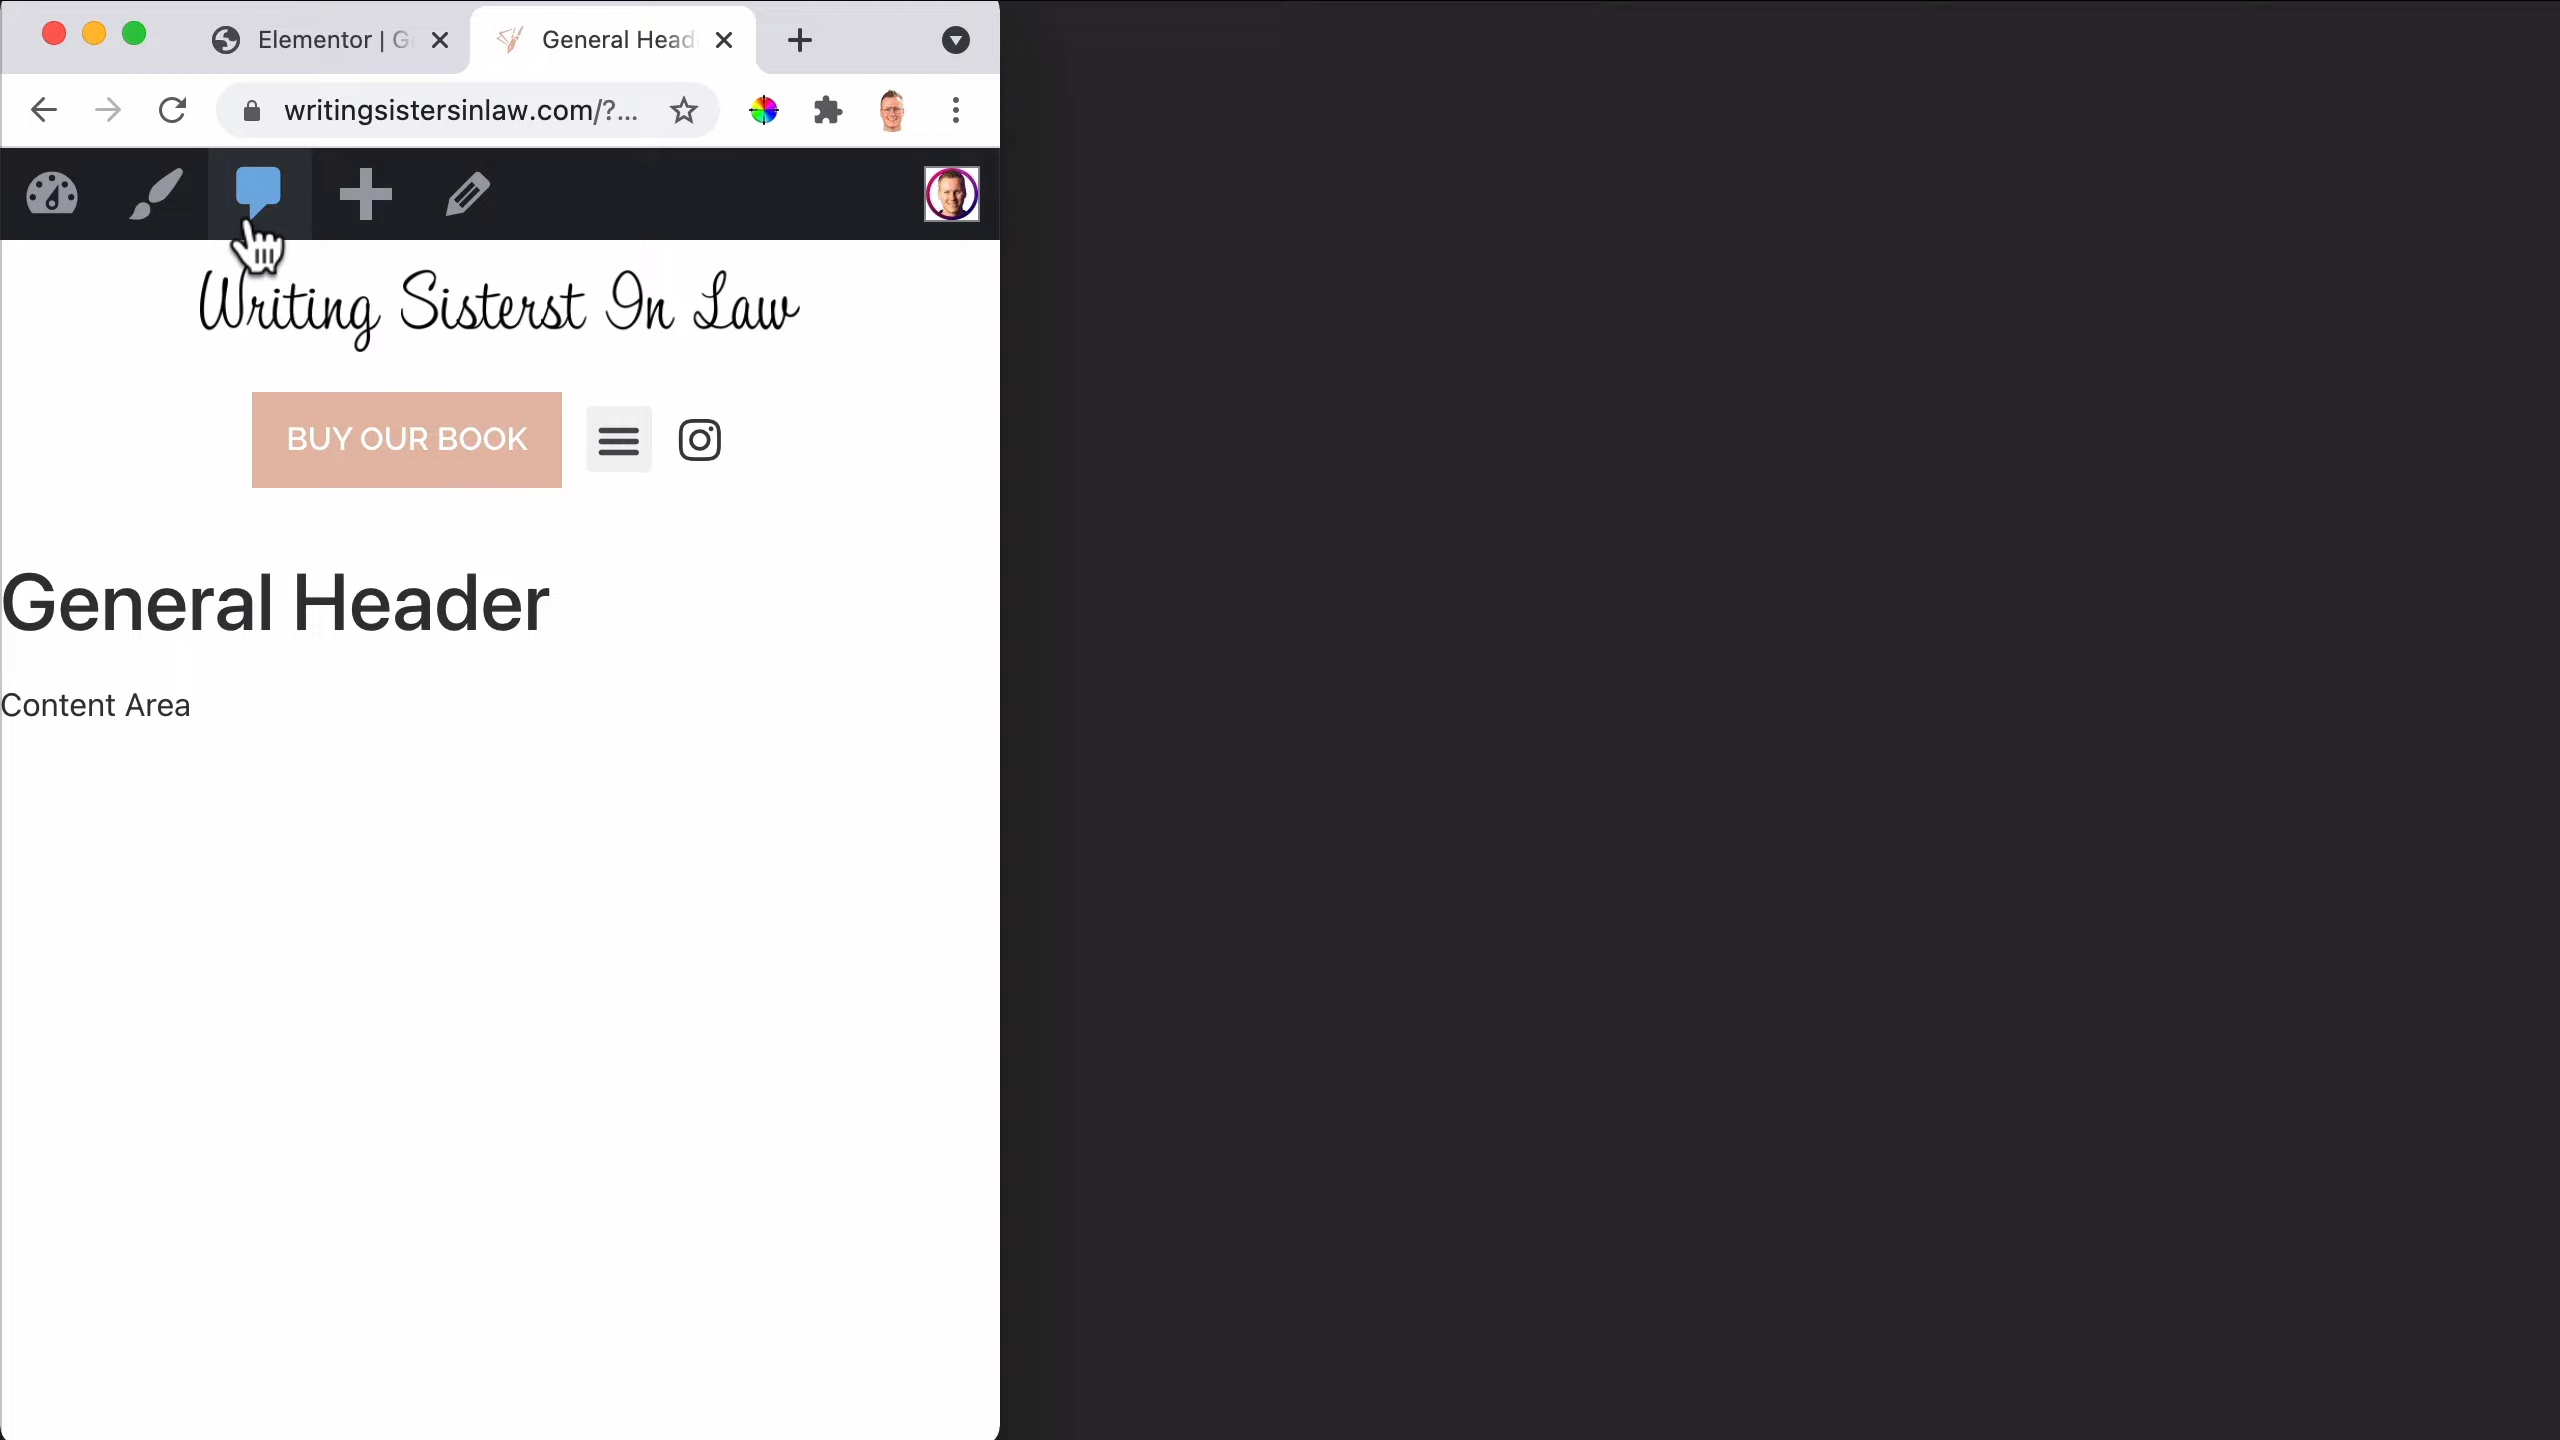 Elementor | G
General Head
writingsistersinlaw.com/?...
Writing Sisterst In Law
BUY OUR BOOK
General Header
Content Area